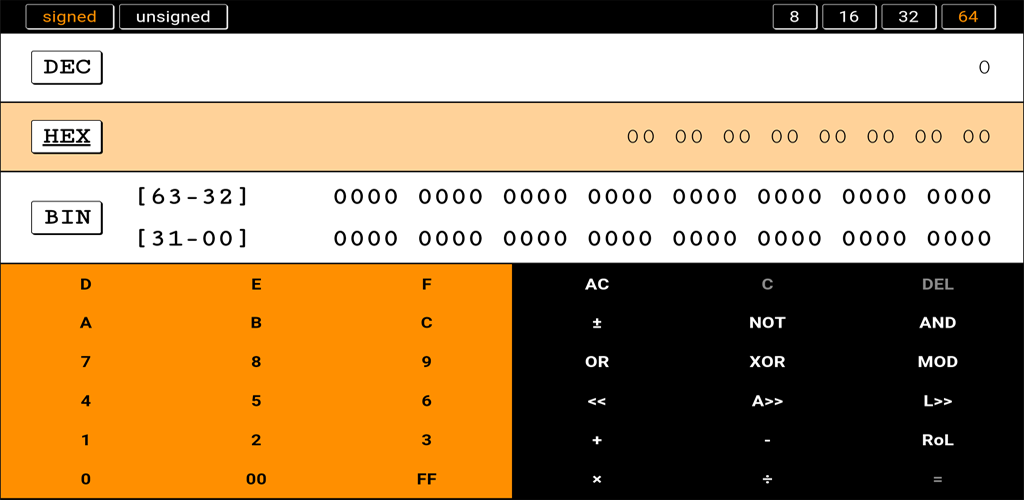 signed unsigned 8 16 32 64
DEC 0
HEX 00 00 00 00 00 00 00 00
[63-32] 0000 0000 0000 0000 0000 0000 0000 0000
BIN
[31-00] 0000 0000 0000 0000 0000 0000 0000 0000
D E F AC C DEL
A B C ± NOT AND
7 8 9 OR XOR MOD
4 5 6 << A>> L>>
1 2 3 + - RoL
0 00 FF × ÷ =